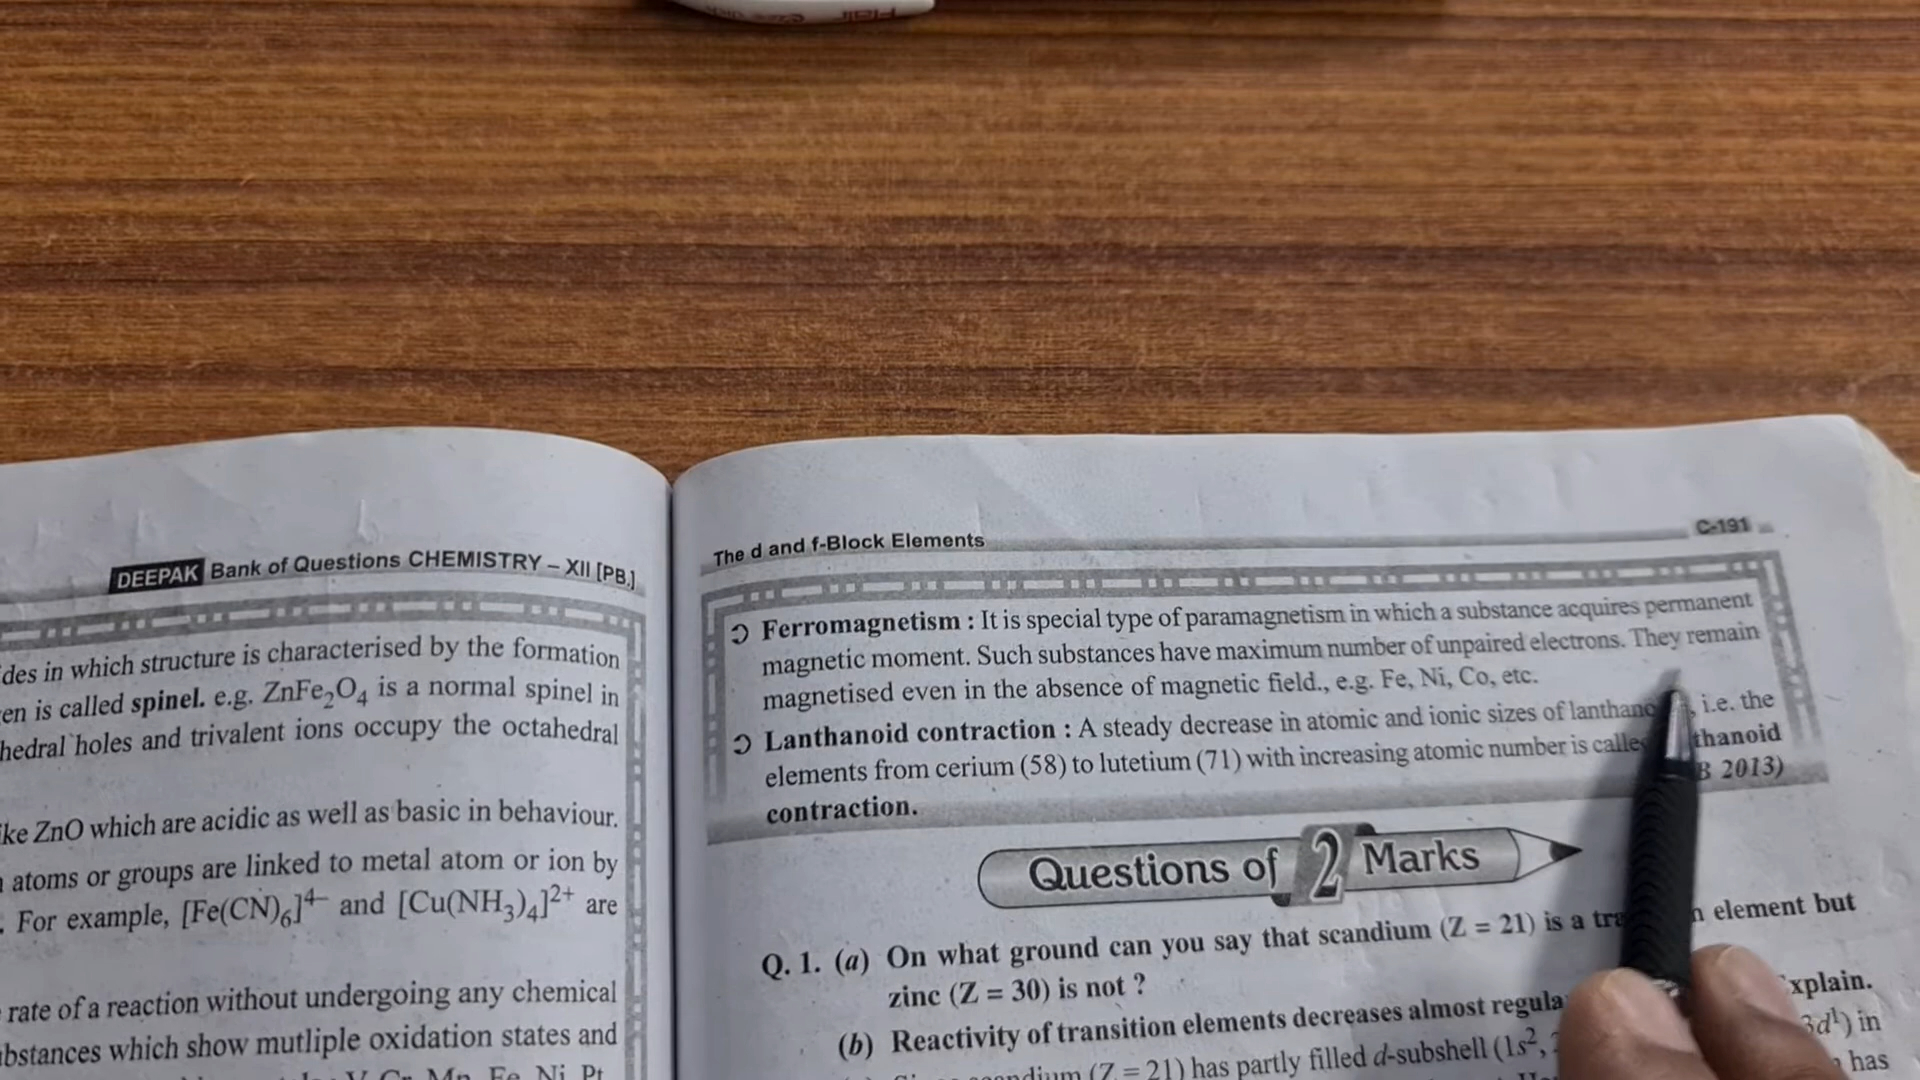 DEEPAK Bank of Questions CHEMISTRY – XII [PB.]
des in which structure is characterised by the formation
en is called spinel. e.g. ZnFe₂O₄ is a normal spinel in
hedral holes and trivalent ions occupy the octahedral
ke ZnO which are acidic as well as basic in behaviour.
atoms or groups are linked to metal atom or ion by
. For example, [Fe(CN)₆]⁴⁻ and [Cu(NH₃)₄]²⁺ are
rate of a reaction without undergoing any chemical
bstances which show mutliple oxidation states and
V, Cr, Mn, Fe, Ni, Pt
The d and f-Block Elements
C-191
Ferromagnetism : It is special type of paramagnetism in which a substance acquires permanent
magnetic moment. Such substances have maximum number of unpaired electrons. They remain
magnetised even in the absence of magnetic field., e.g. Fe, Ni, Co, etc.
Lanthanoid contraction : A steady decrease in atomic and ionic sizes of lanthano , i.e. the
elements from cerium (58) to lutetium (71) with increasing atomic number is calle thanoid
contraction. B 2013)
Questions of 2 Marks
Q. 1. (a) On what ground can you say that scandium (Z = 21) is a tra n element but
zinc (Z = 30) is not ?
(b) Reactivity of transition elements decreases almost regula xplain.
scandium (Z = 21) has partly filled d-subshell (1s², 3d¹) in
has